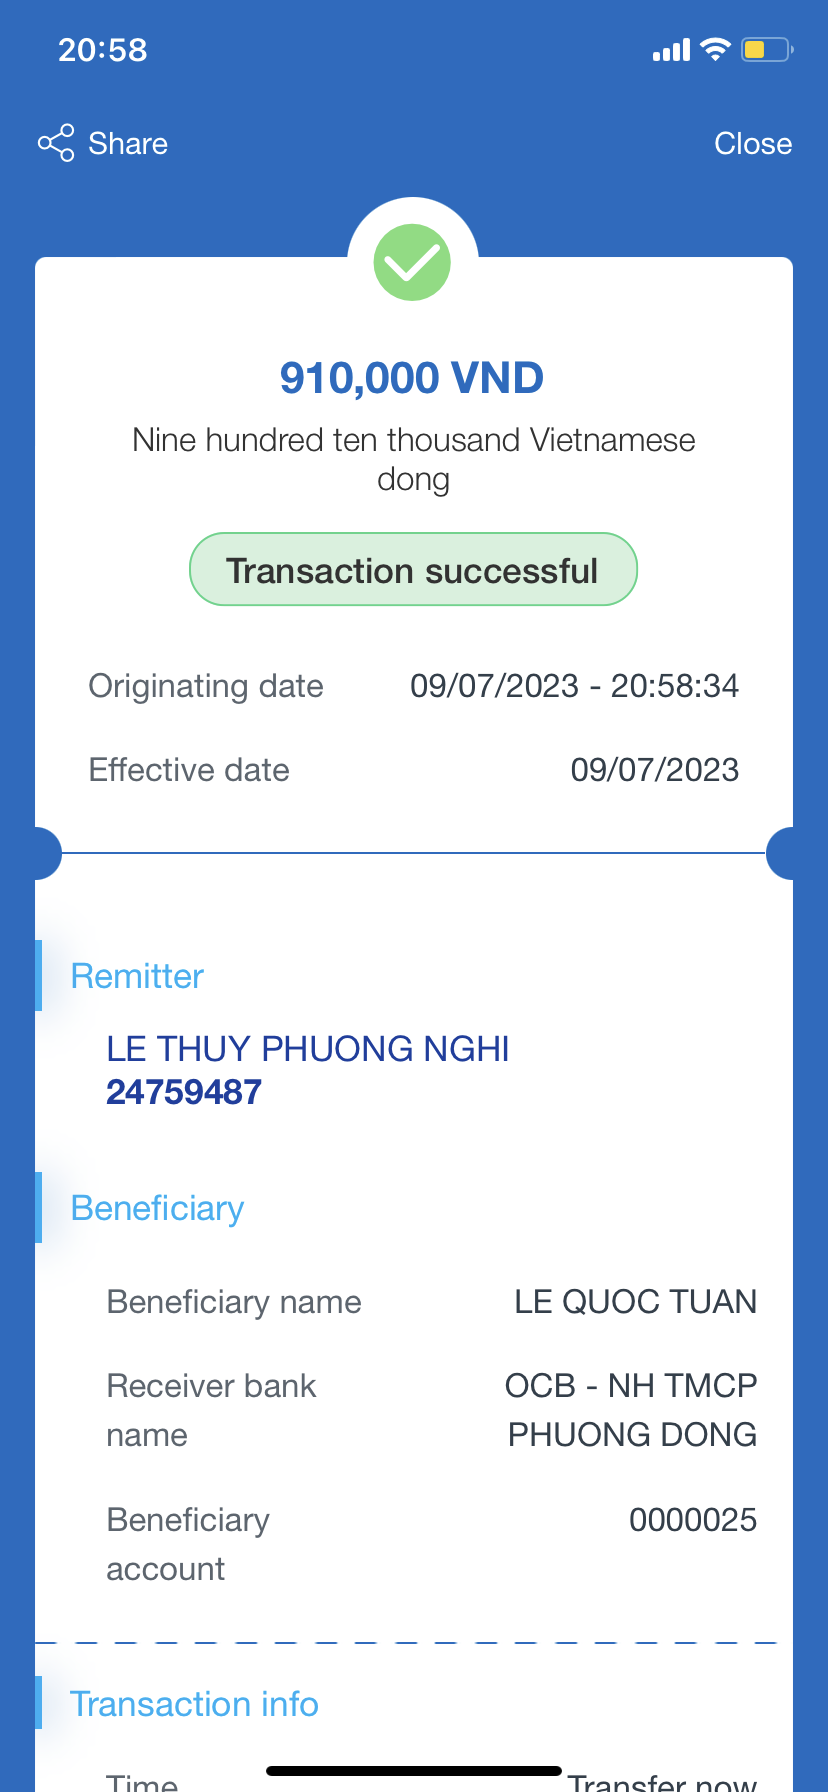 20:58
Share
Close
910,000 VND
Nine hundred ten thousand Vietnamese
dong
Transaction successful
Originating date 09/07/2023 - 20:58:34
Effective date 09/07/2023
Remitter
LE THUY PHUONG NGHI
24759487
Beneficiary
Beneficiary name LE QUOC TUAN
Receiver bank OCB - NH TMCP
name PHUONG DONG
Beneficiary 0000025
account
Transaction info
Time Transfer now